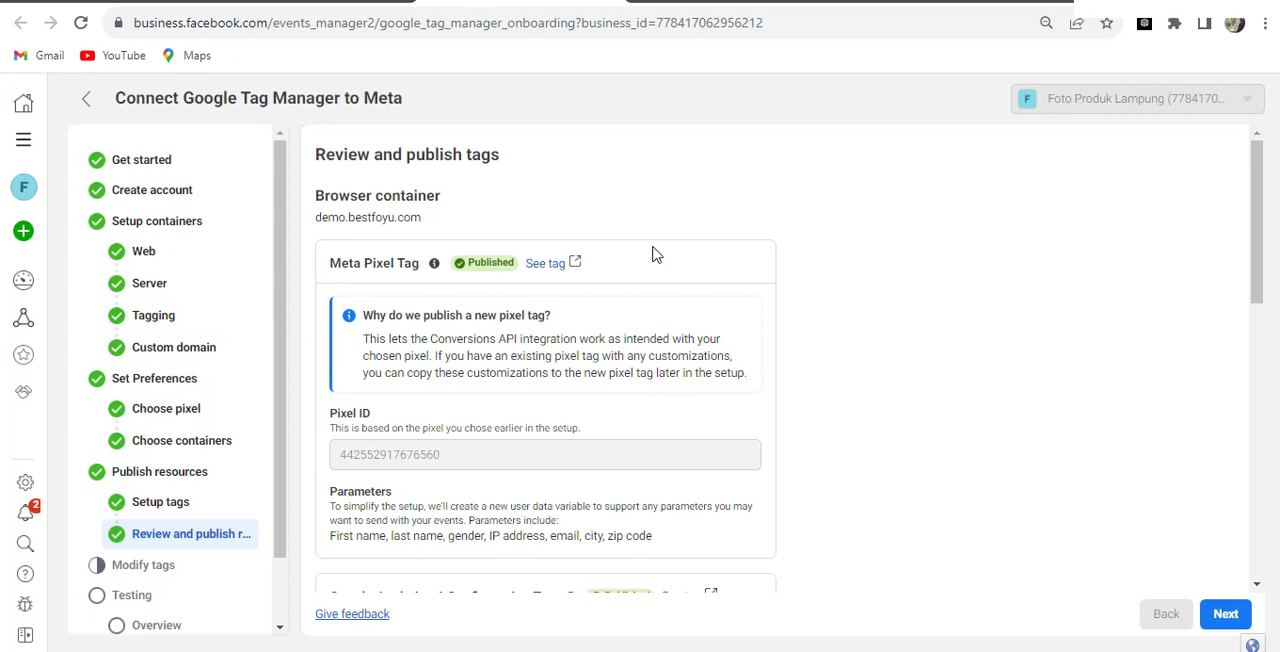 business.facebook.com/events_manager2/google_tag_manager_onboarding?business_id=778417062956212
Gmail
YouTube
Maps
Connect Google Tag Manager to Meta
F
Foto Produk Lampung (7784170...
F
2
Get started
Create account
Setup containers
Web
Server
Tagging
Custom domain
Set Preferences
Choose pixel
Choose containers
Publish resources
Setup tags
Review and publish r...
Modify tags
Testing
Overview
Review and publish tags
Browser container
demo.bestfoyu.com
Meta Pixel Tag
Published
See tag
Why do we publish a new pixel tag?
This lets the Conversions API integration work as intended with your
chosen pixel. If you have an existing pixel tag with any customizations,
you can copy these customizations to the new pixel tag later in the setup.
Pixel ID
This is based on the pixel you chose earlier in the setup.
442552917676560
Parameters
To simplify the setup, we'll create a new user data variable to support any parameters you may
want to send with your events. Parameters include:
First name, last name, gender, IP address, email, city, zip code
Give feedback
Back
Next